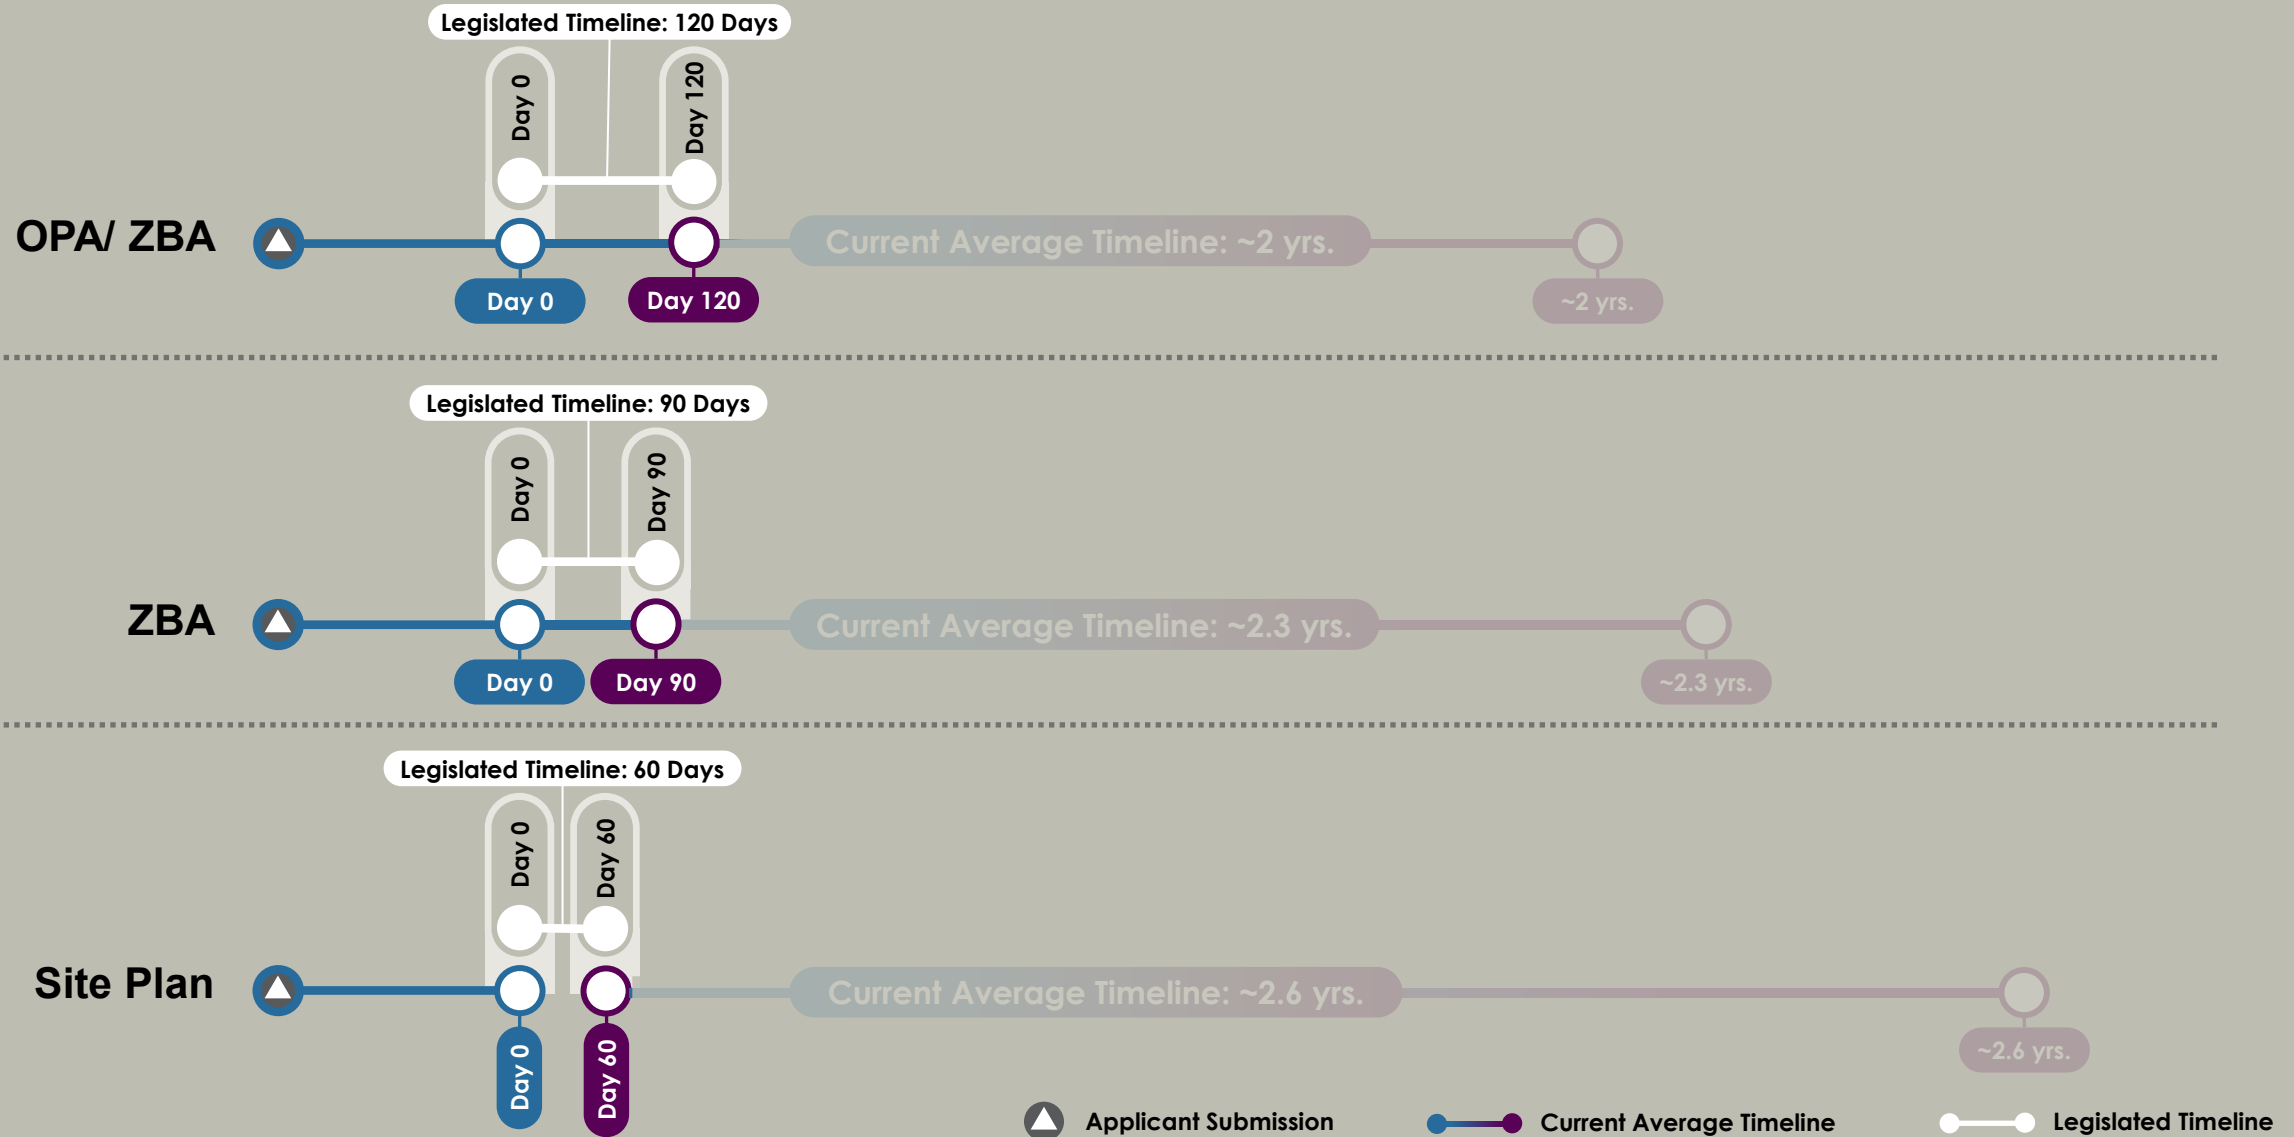 Legislated Timeline: 120 Days
Day 0
Day 120
OPA/ ZBA
Current Average Timeline: ~2 yrs.
Day 0
Day 120
~2 yrs.
Legislated Timeline: 90 Days
Day 0
Day 90
ZBA
Current Average Timeline: ~2.3 yrs.
Day 0
Day 90
~2.3 yrs.
Legislated Timeline: 60 Days
Day 0
Day 60
Site Plan
Current Average Timeline: ~2.6 yrs.
Day 0
Day 60
~2.6 yrs.
Applicant Submission
Current Average Timeline
Legislated Timeline